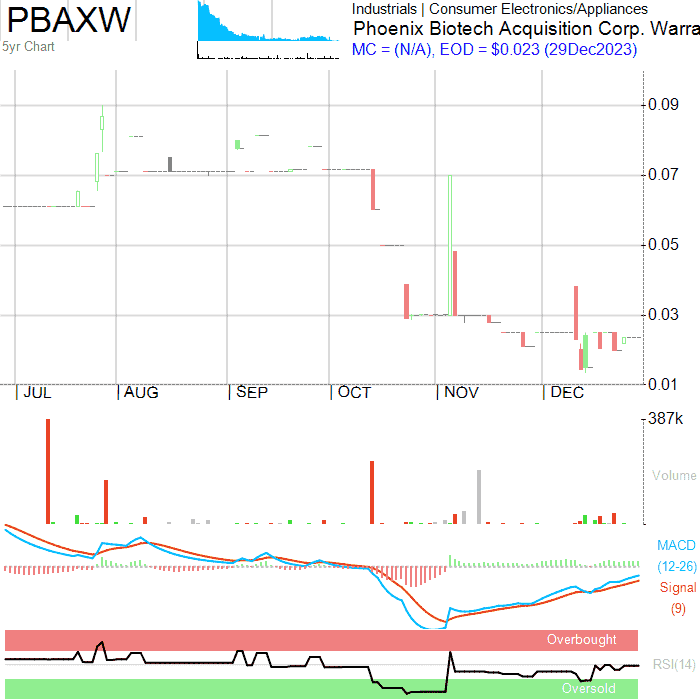 PBAXW
5yr Chart
Industrials | Consumer Electronics/Appliances
Phoenix Biotech Acquisition Corp. Warra
MC = (N/A), EOD = $0.023 (29Dec2023)
0.09
0.07
0.05
0.03
0.01
JUL AUG SEP OCT NOV DEC
387k
Volume
MACD
(12-26)
Signal
(9)
Overbought
RSI(14)
Oversold